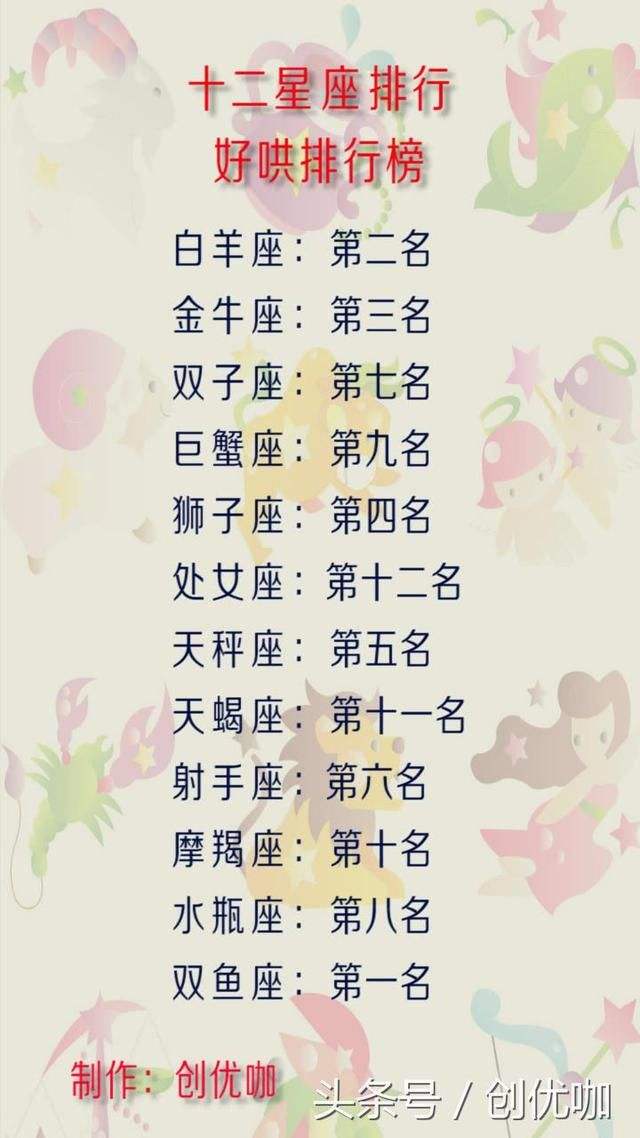 十二星座排行
好哄排行榜
白羊座：第二名
金牛座：第三名
双子座：第七名
巨蟹座：第九名
狮子座：第四名
处女座：第十二名
天秤座：第五名
天蝎座：第十一名
射手座：第六名
摩羯座：第十名
水瓶座：第八名
双鱼座：第一名
制作：创优咖
头条号 / 创优咖